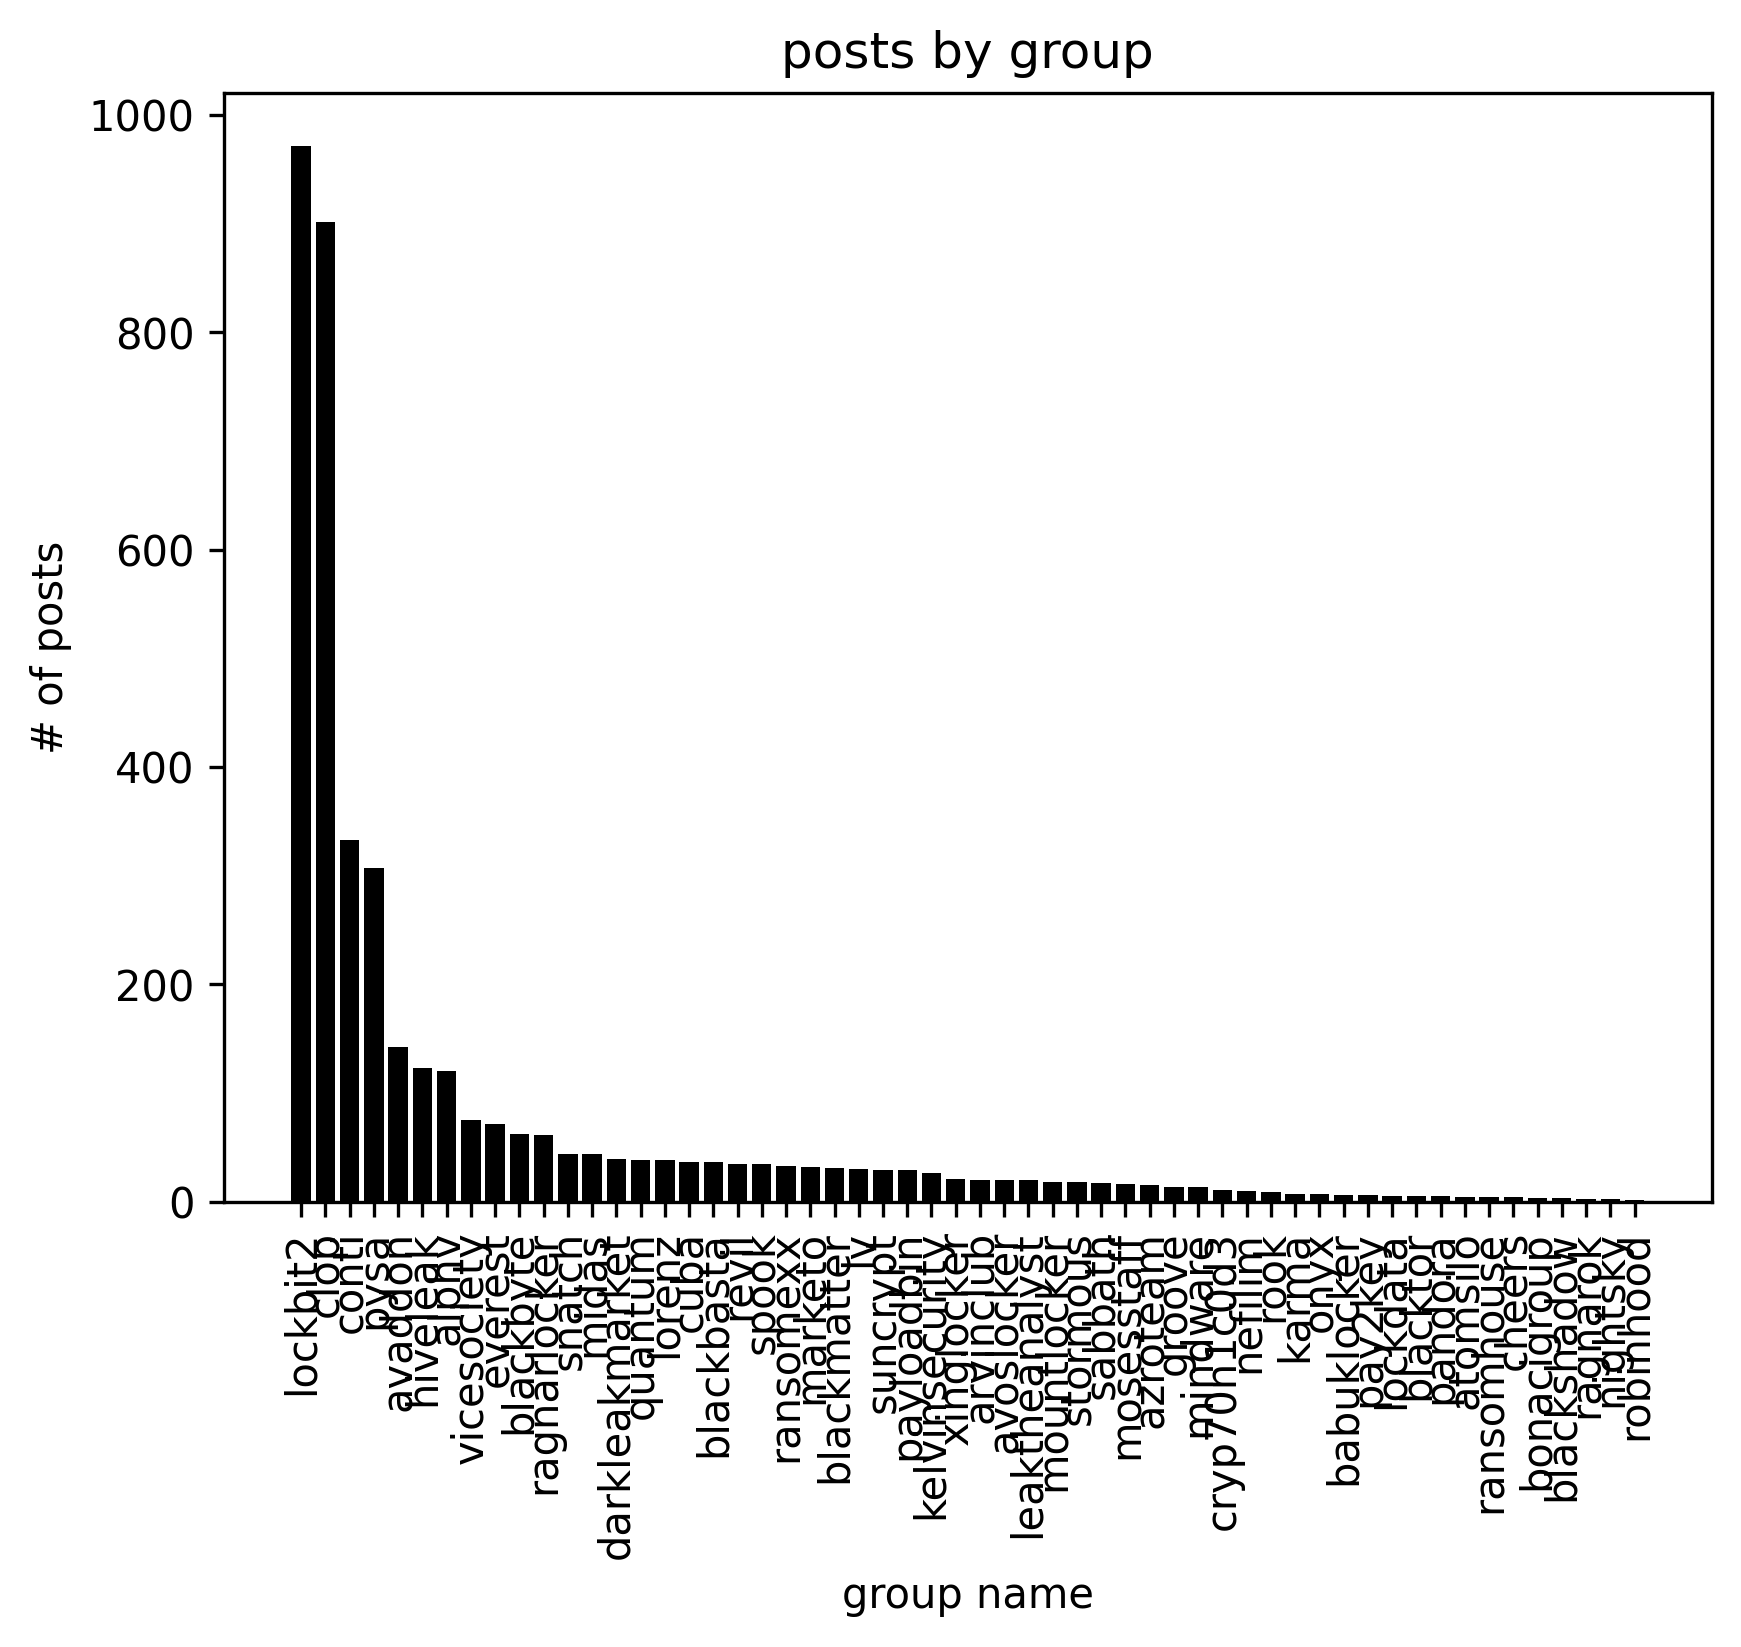 posts by group
1000
800
600
400
200
0
# of posts
lockbit2
clop
conti
pysa
avaddon
hiveleak
alphv
vicesociety
everest
blackbyte
ragnarlocker
snatch
midas
darkleakmarket
quantum
lorenz
cuba
blackbasta
revil
spook
ransomexx
marketo
blackmatter
lv
suncrypt
payloadbin
kelvinsecurity
xinglocker
arvinclub
avoslocker
leaktheanalyst
mountlocker
stormous
sabbath
mosesstaff
azroteam
groove
mindware
cryp70n1c0d3
nefilim
rook
karma
onyx
babuklocker
pay2key
lockdata
blacktor
pandora
atomsilo
ransomhouse
cheers
bonacigroup
blackshadow
ragnarok
nightsky
robinhood
group name